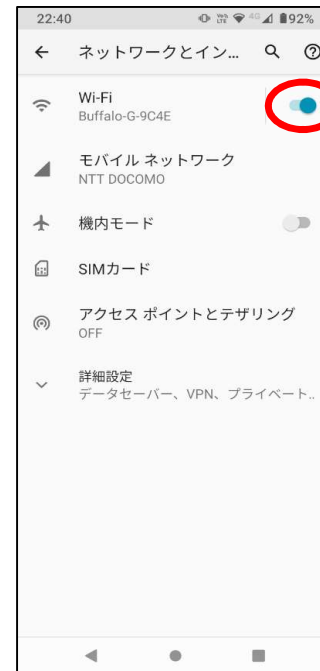 22:40 4G 92%
ネットワークとイン...
Wi-Fi
Buffalo-G-9C4E
モバイル ネットワーク
NTT DOCOMO
機内モード
SIMカード
アクセス ポイントとテザリング
OFF
詳細設定
データセーバー、VPN、プライベート..